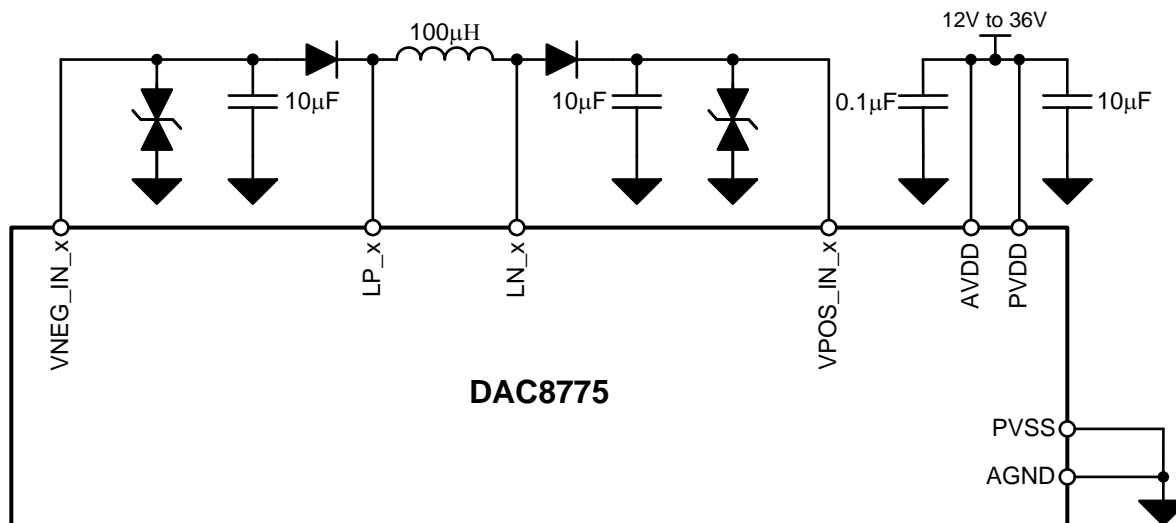 12V to 36V
100μH
10μF
10μF
0.1μF
10μF
VNEG_IN_x
LP_x
LN_x
VPOS_IN_x
AVDD
PVDD
DAC8775
PVSS
AGND